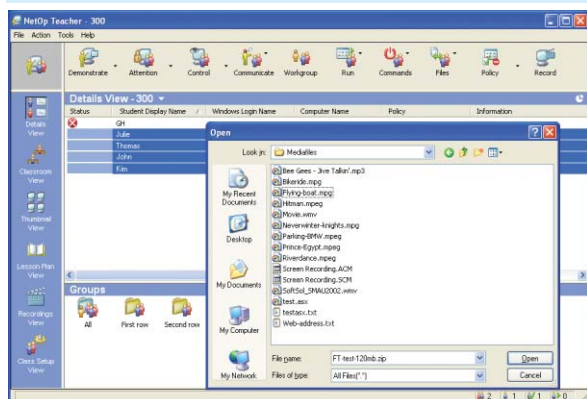 NetOp Teacher - 300
File Action Tools Help
Demonstrate Attention Control Communicate Workgroup Run Commands Files Policy Record
Details View - 300
Status Student Display Name / Windows Login Name Computer Name Policy Information
GH
Julie
Thomas
John
Kim
Details View
Classroom View
Thumbnail View
Lesson Plan View
Recordings View
Class Setup View
Groups
All First row Second row
Open
Look in: Mediafiles
My Recent Documents
Desktop
My Documents
My Computer
My Network
Bee Gees - Jive Talkin'.mp3
Bikeride.mpg
Flying-boat.mpg
Hitman.mpeg
Movie.wmv
Neverwinter-knights.mpg
Parking-BMW.mpeg
Prince-Egypt.mpeg
Riverdance.mpeg
Screen Recording.ACM
Screen Recording.SCM
SoftSol_SNAU2002.wmv
test.asx
testasx.txt
Web-address.txt
File name: FT-test-120mb.zip Open
Files of type: All Files(*.*) Cancel
2 1 1 0